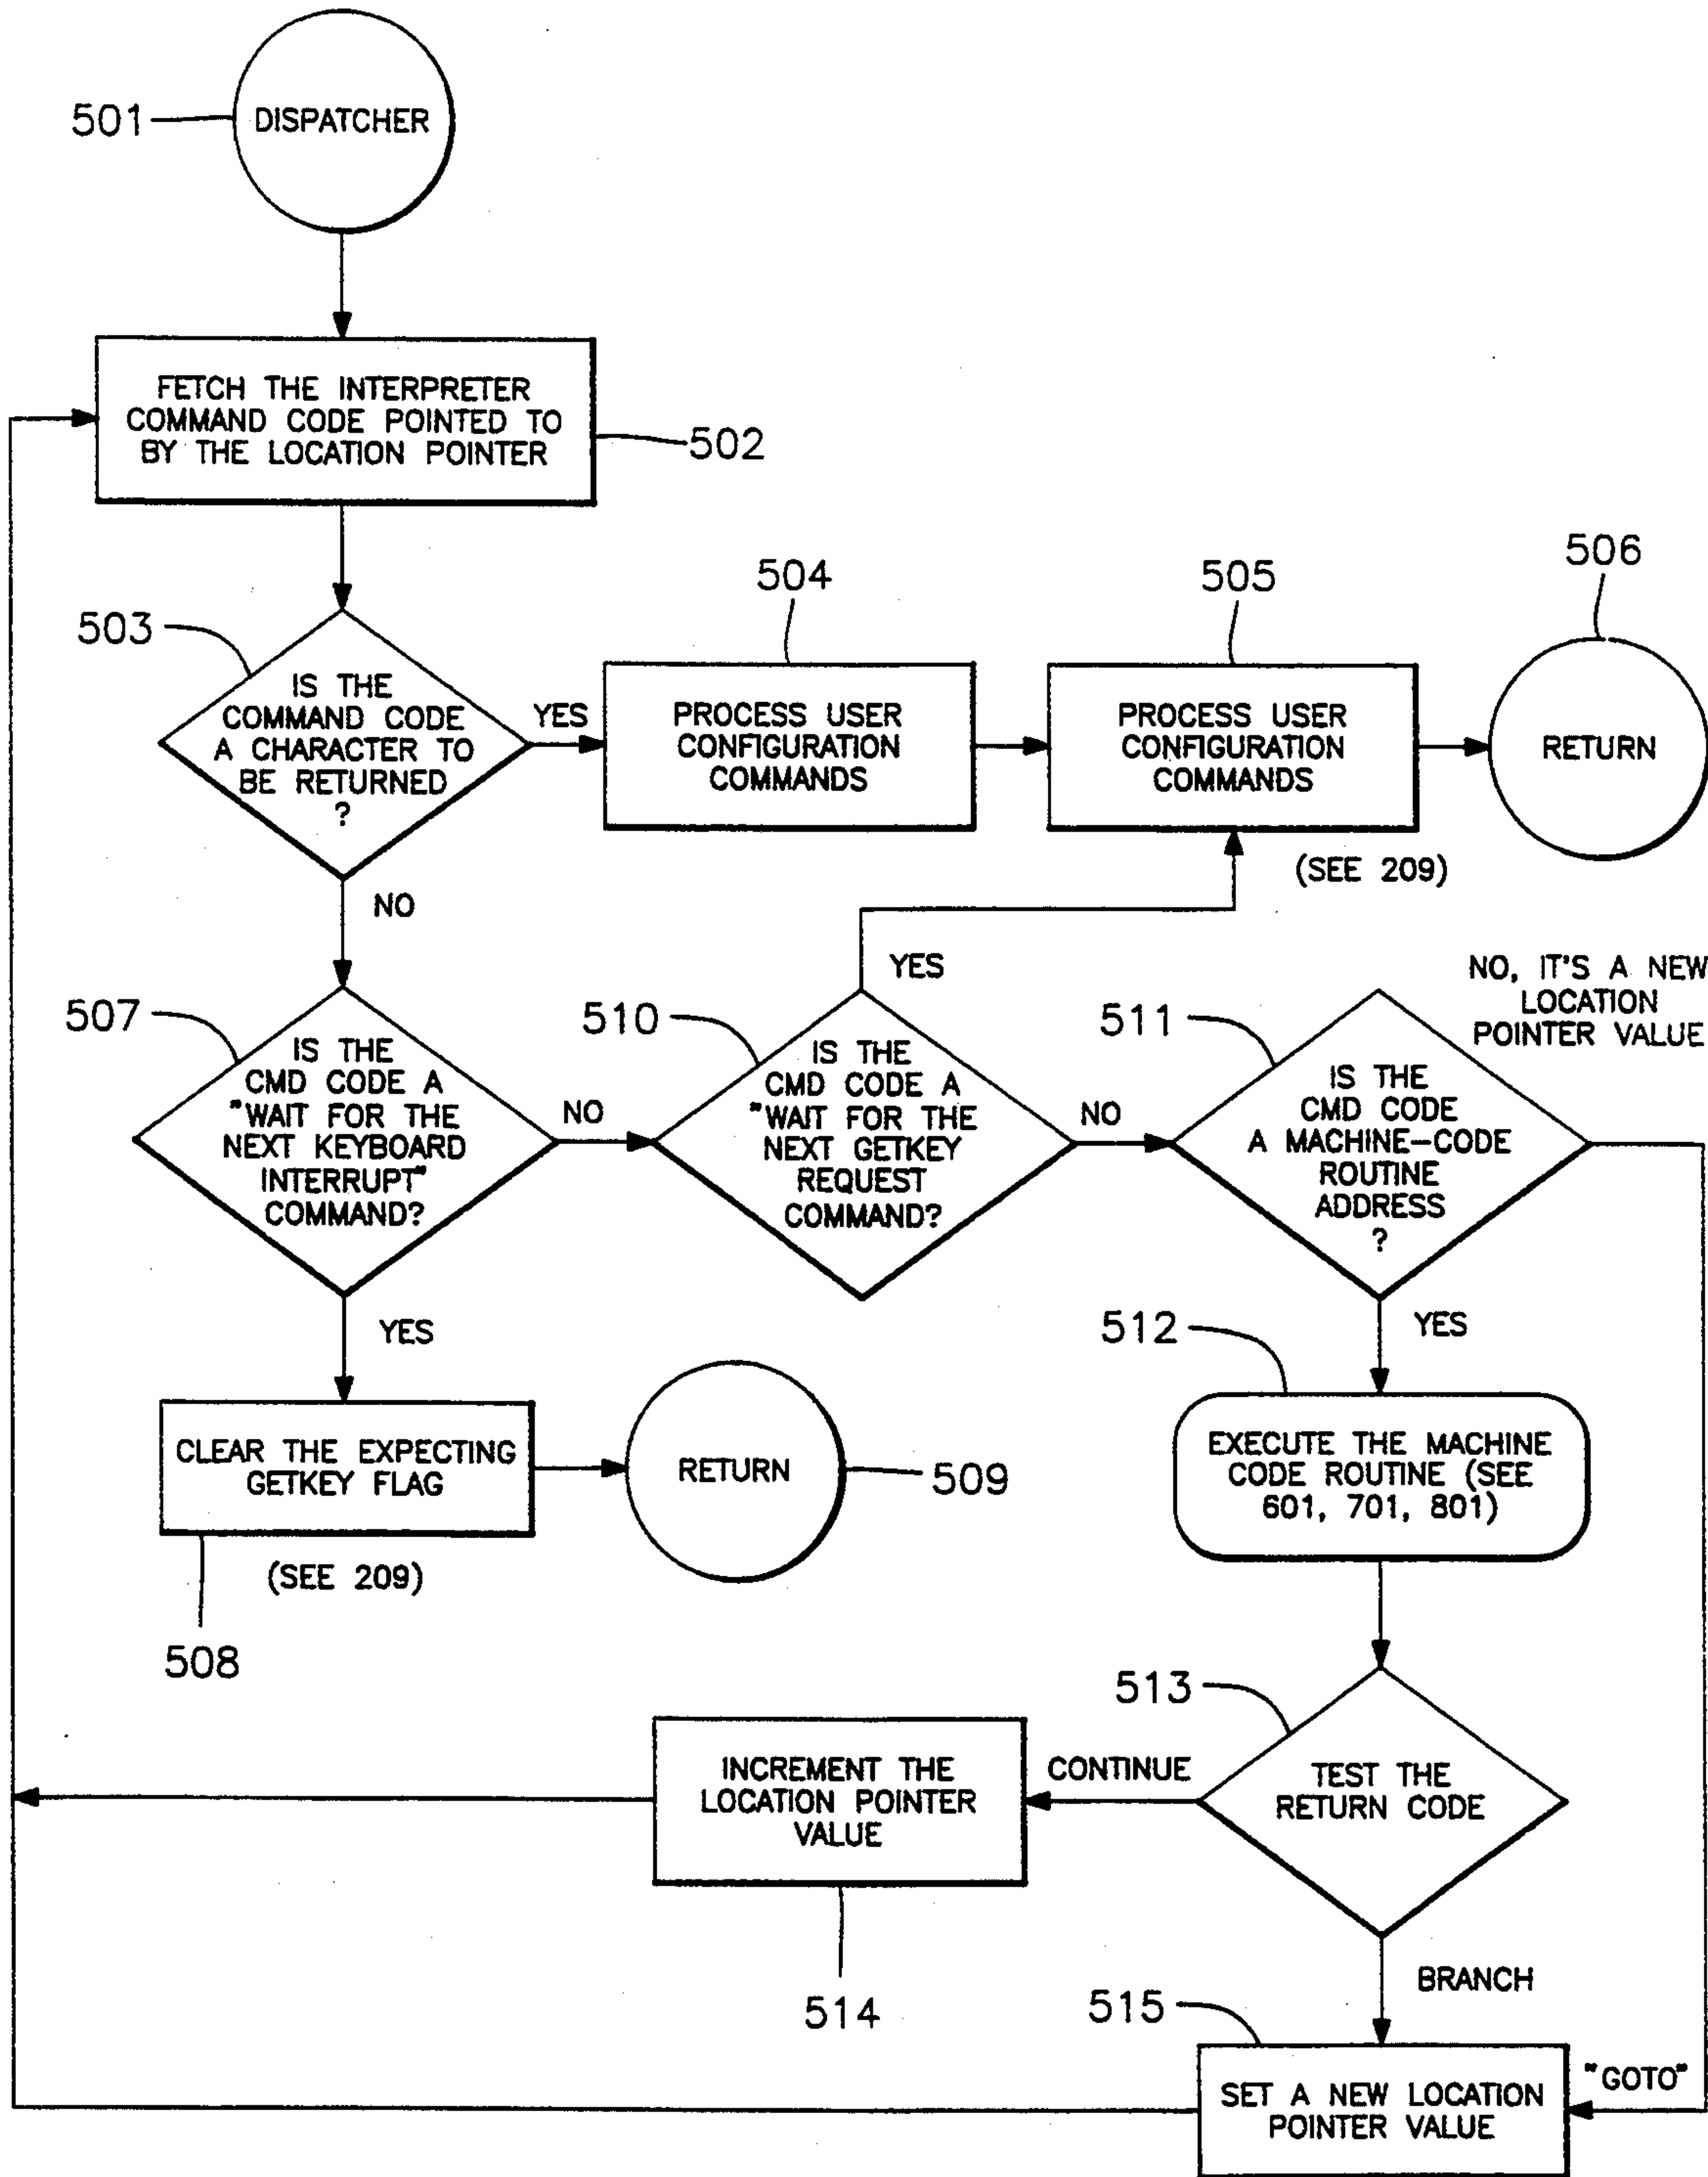 501
DISPATCHER
FETCH THE INTERPRETER
COMMAND CODE POINTED TO
BY THE LOCATION POINTER
502
503
IS THE
COMMAND CODE
A CHARACTER TO
BE RETURNED
?
YES
NO
504
PROCESS USER
CONFIGURATION
COMMANDS
505
PROCESS USER
CONFIGURATION
COMMANDS
(SEE 209)
506
RETURN
507
IS THE
CMD CODE A
"WAIT FOR THE
NEXT KEYBOARD
INTERRUPT"
COMMAND?
NO
YES
510
IS THE
CMD CODE A
"WAIT FOR THE
NEXT GETKEY
REQUEST
COMMAND?
YES
NO
511
IS THE
CMD CODE
A MACHINE-CODE
ROUTINE
ADDRESS
?
NO, IT'S A NEW
LOCATION
POINTER VALUE
YES
508
CLEAR THE EXPECTING
GETKEY FLAG
(SEE 209)
RETURN
509
512
EXECUTE THE MACHINE
CODE ROUTINE (SEE
601, 701, 801)
513
TEST THE
RETURN CODE
CONTINUE
BRANCH
INCREMENT THE
LOCATION POINTER
VALUE
514
515
SET A NEW LOCATION
POINTER VALUE
"GOTO"